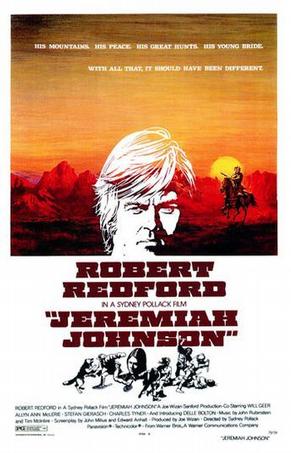 HIS MOUNTAINS. HIS PEACE. HIS GREAT HUNTS. HIS YOUNG BRIDE.
WITH ALL THAT, IT SHOULD HAVE BEEN DIFFERENT.
ROBERT
REDFORD
IN A SYDNEY POLLACK FILM
"JEREMIAH
JOHNSON"
ROBERT REDFORD in A Sydney Pollack Film "JEREMIAH JOHNSON" A Joe Wizan-Sanford Production Co-Starring WILL GEER
ALLYN ANN McLERIE · STEFAN GIERASCH · CHARLES TYNER · And Introducing DELLE BOLTON · Music by John Rubinstein
and Tim McIntire · Screenplay by John Milius and Edward Anhalt · Produced by Joe Wizan · Directed by Sydney Pollack
Panavision® · Technicolor® · From Warner Bros., A Warner Communications Company
PG
"JEREMIAH JOHNSON"